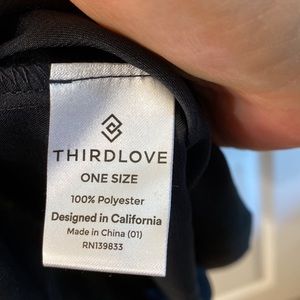 THIRDLOVE
ONE SIZE
100% Polyester
Designed in California
Made in China (01)
RN139833